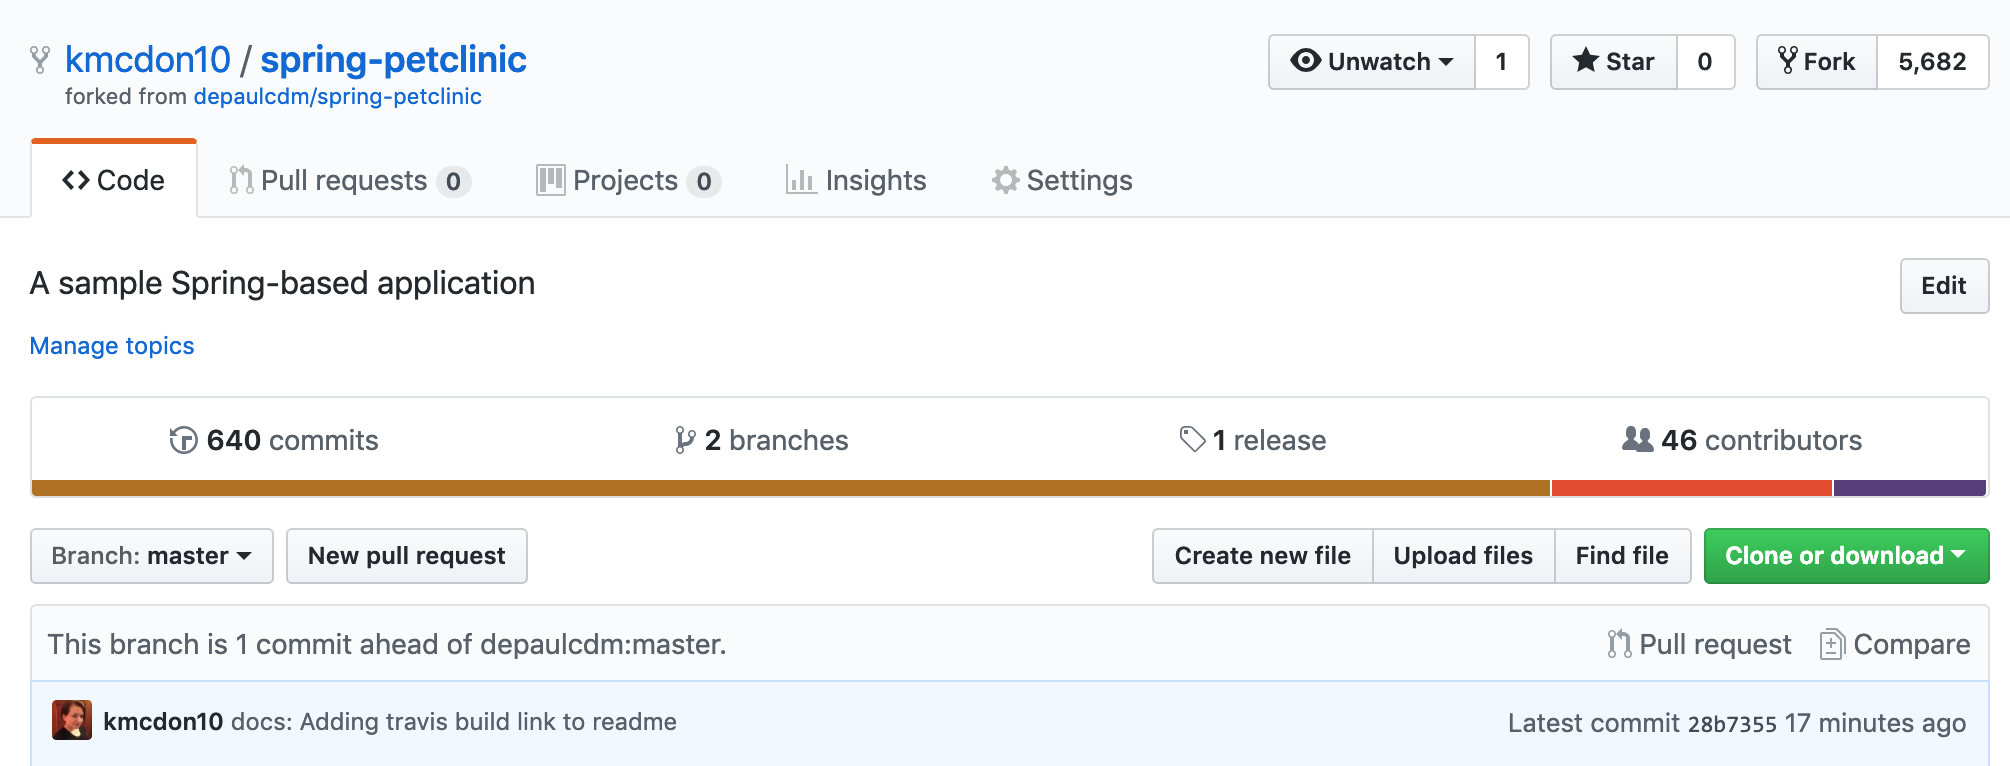 kmcdon10 / spring-petclinic
forked from depaulcdm/spring-petclinic
Unwatch 1 Star 0 Fork 5,682
Code Pull requests 0 Projects 0 Insights Settings
A sample Spring-based application
Edit
Manage topics
640 commits 2 branches 1 release 46 contributors
Branch: master New pull request Create new file Upload files Find file Clone or download
This branch is 1 commit ahead of depaulcdm:master. Pull request Compare
kmcdon10 docs: Adding travis build link to readme Latest commit 28b7355 17 minutes ago